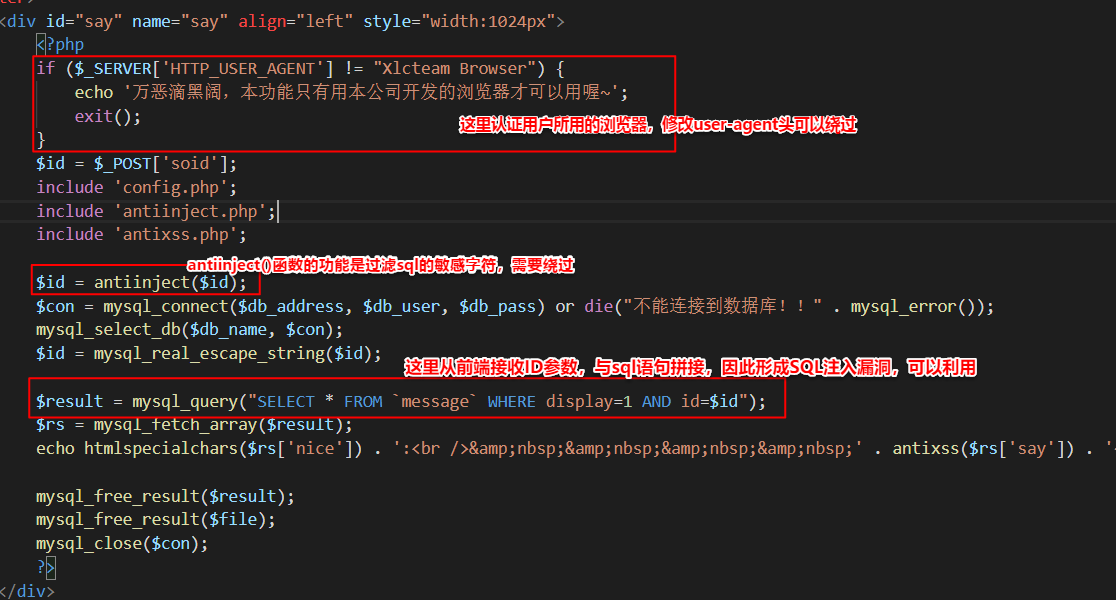 <div id="say" name="say" align="left" style="width:1024px">
<?php
if ($_SERVER['HTTP_USER_AGENT'] != "Xlcteam Browser") {
echo '万恶滴黑阔，本功能只有用本公司开发的浏览器才可以用喔~';
exit();
这里认证用户所用的浏览器，修改user-agent头可以绕过
}
$id = $_POST['soid'];
include 'config.php';
include 'antiinject.php';
include 'antixss.php';
antiinject()函数的功能是过滤sql的敏感字符，需要绕过
$id = antiinject($id);
$con = mysql_connect($db_address, $db_user, $db_pass) or die("不能连接到数据库！！" . mysql_error());
mysql_select_db($db_name, $con);
$id = mysql_real_escape_string($id);
这里从前端接收ID参数，与sql语句拼接，因此形成SQL注入漏洞，可以利用
$result = mysql_query("SELECT * FROM `message` WHERE display=1 AND id=$id");
$rs = mysql_fetch_array($result);
echo htmlspecialchars($rs['nice']) . ':<br />&amp;nbsp;&amp;nbsp;&amp;nbsp;&amp;nbsp;' . antixss($rs['say']) . '
mysql_free_result($result);
mysql_free_result($file);
mysql_close($con);
?>
</div>